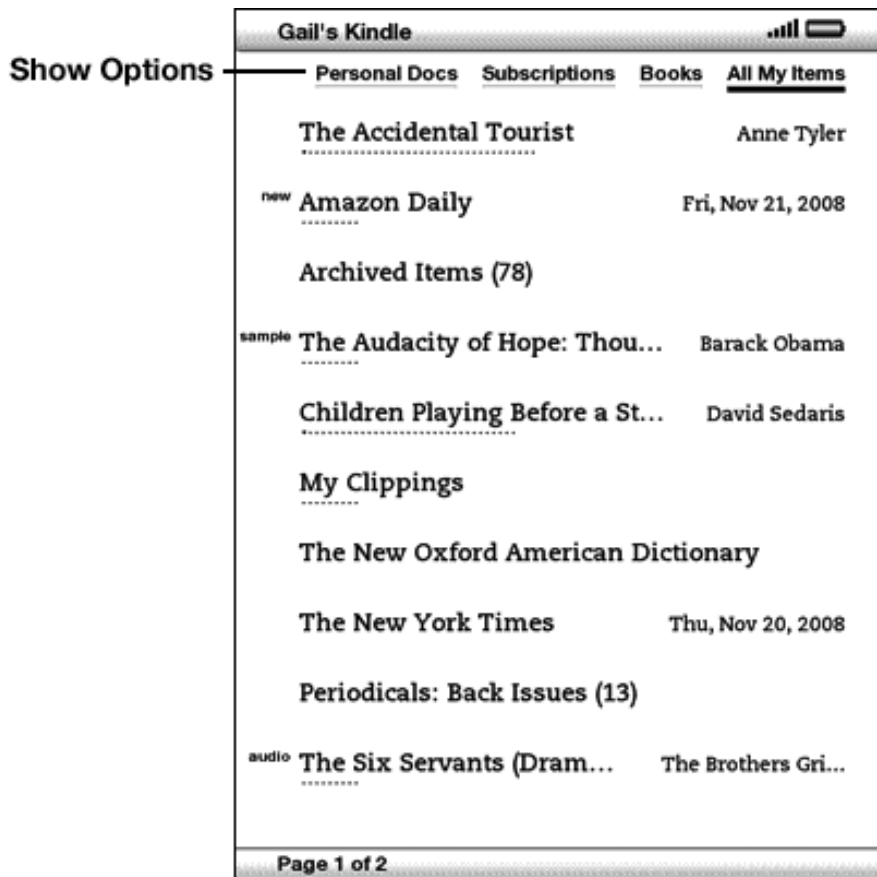 Gail's Kindle
Show Options
Personal Docs Subscriptions Books All My Items
The Accidental Tourist Anne Tyler
new Amazon Daily Fri, Nov 21, 2008
Archived Items (78)
sample The Audacity of Hope: Thou... Barack Obama
Children Playing Before a St... David Sedaris
My Clippings
The New Oxford American Dictionary
The New York Times Thu, Nov 20, 2008
Periodicals: Back Issues (13)
audio The Six Servants (Dram... The Brothers Gri...
Page 1 of 2